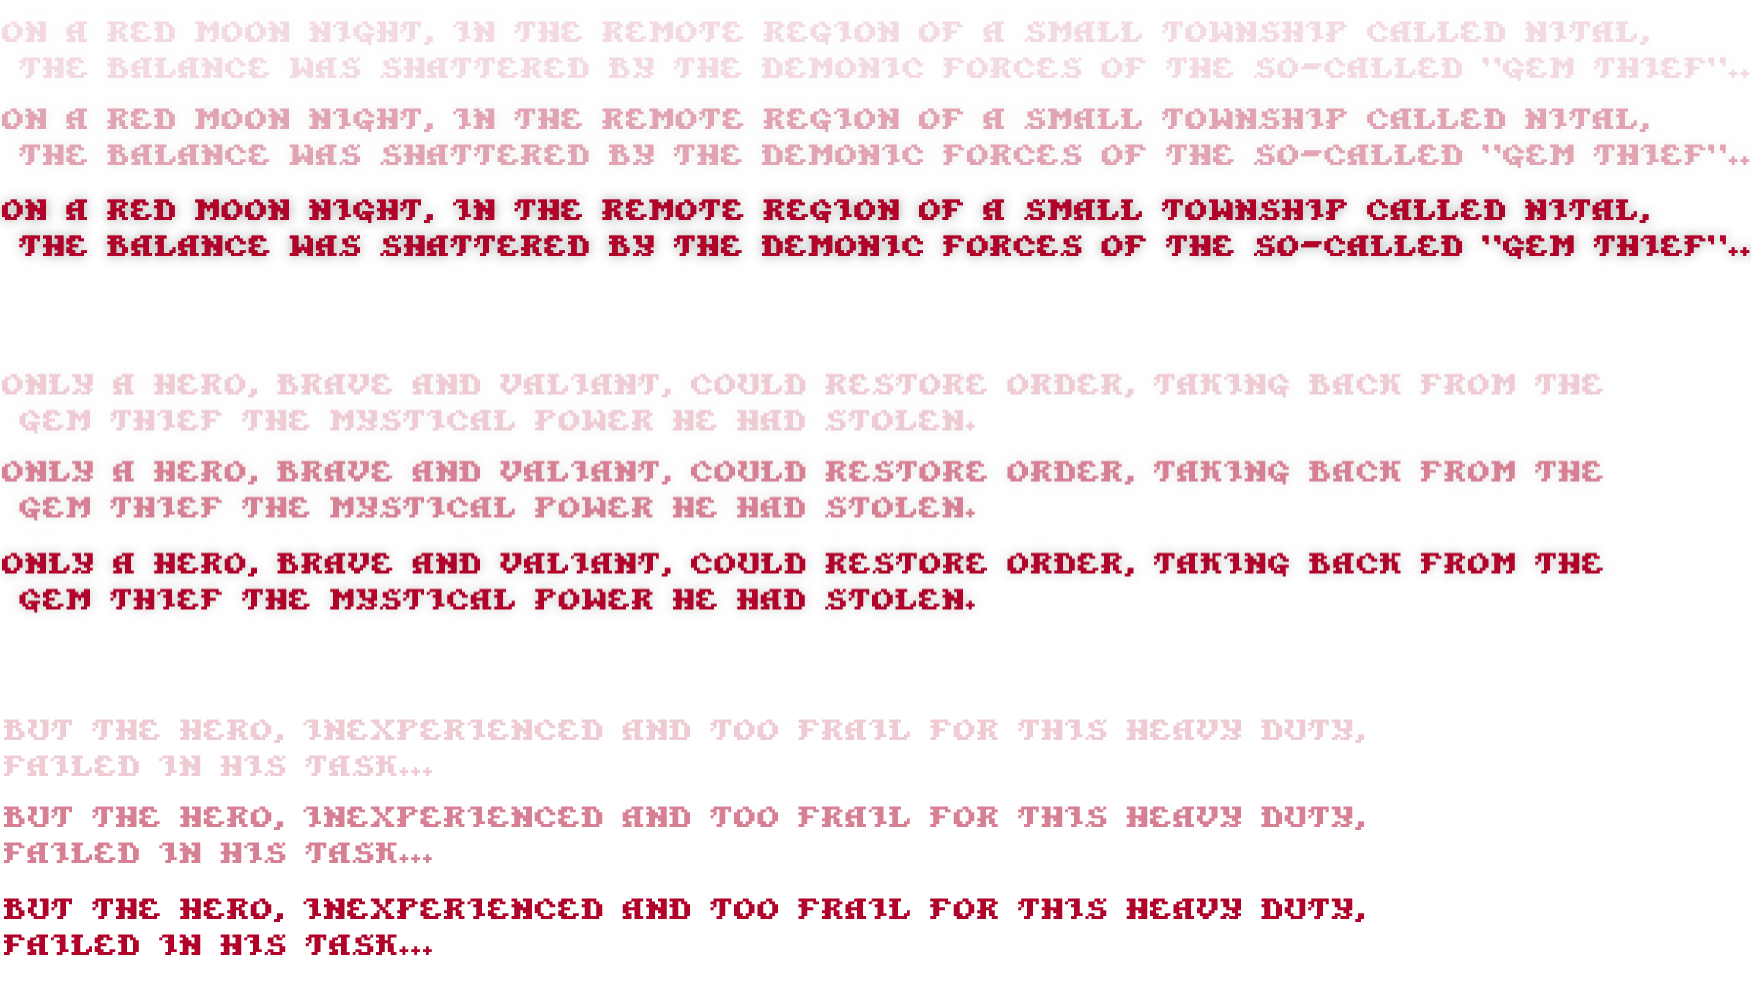 ON A RED MOON NIGHT, IN THE REMOTE REGION OF A SMALL TOWNSHIP CALLED NITAL,
THE BALANCE WAS SHATTERED BY THE DEMONIC FORCES OF THE SO-CALLED "GEM THIEF"..
ON A RED MOON NIGHT, IN THE REMOTE REGION OF A SMALL TOWNSHIP CALLED NITAL,
THE BALANCE WAS SHATTERED BY THE DEMONIC FORCES OF THE SO-CALLED "GEM THIEF"..
ON A RED MOON NIGHT, IN THE REMOTE REGION OF A SMALL TOWNSHIP CALLED NITAL,
THE BALANCE WAS SHATTERED BY THE DEMONIC FORCES OF THE SO-CALLED "GEM THIEF"..
ONLY A HERO, BRAVE AND VALIANT, COULD RESTORE ORDER, TAKING BACK FROM THE
GEM THIEF THE MYSTICAL POWER HE HAD STOLEN.
ONLY A HERO, BRAVE AND VALIANT, COULD RESTORE ORDER, TAKING BACK FROM THE
GEM THIEF THE MYSTICAL POWER HE HAD STOLEN.
ONLY A HERO, BRAVE AND VALIANT, COULD RESTORE ORDER, TAKING BACK FROM THE
GEM THIEF THE MYSTICAL POWER HE HAD STOLEN.
BUT THE HERO, INEXPERIENCED AND TOO FRAIL FOR THIS HEAVY DUTY,
FAILED IN HIS TASK...
BUT THE HERO, INEXPERIENCED AND TOO FRAIL FOR THIS HEAVY DUTY,
FAILED IN HIS TASK...
BUT THE HERO, INEXPERIENCED AND TOO FRAIL FOR THIS HEAVY DUTY,
FAILED IN HIS TASK...